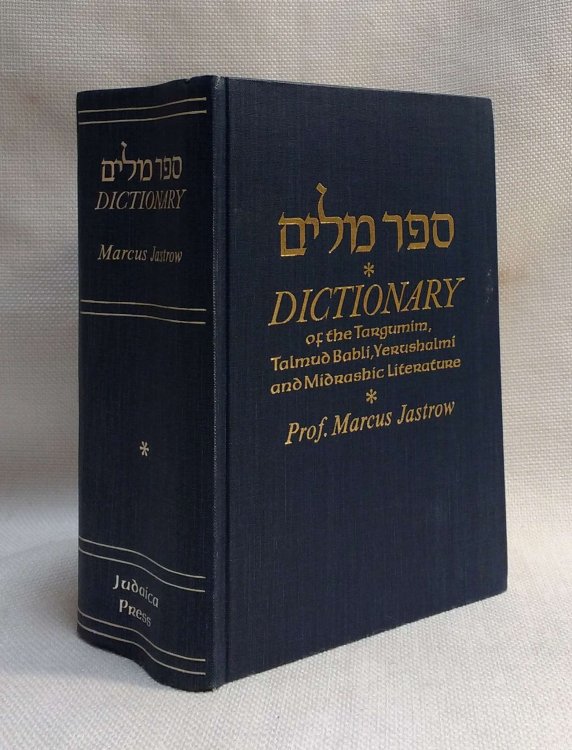 ספר מלים
DICTIONARY
Marcus Jastrow
*
Judaica
Press
ספר מלים
*
DICTIONARY
of the Targumim,
Talmud Babli, Yerushalmi
and Midrashic Literature
*
Prof. Marcus Jastrow